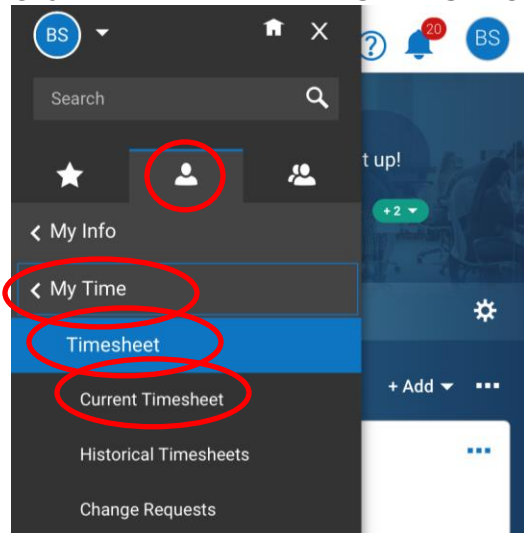 BS
20
BS
Search
t up!
+2
My Info
My Time
Timesheet
+ Add
Current Timesheet
Historical Timesheets
Change Requests